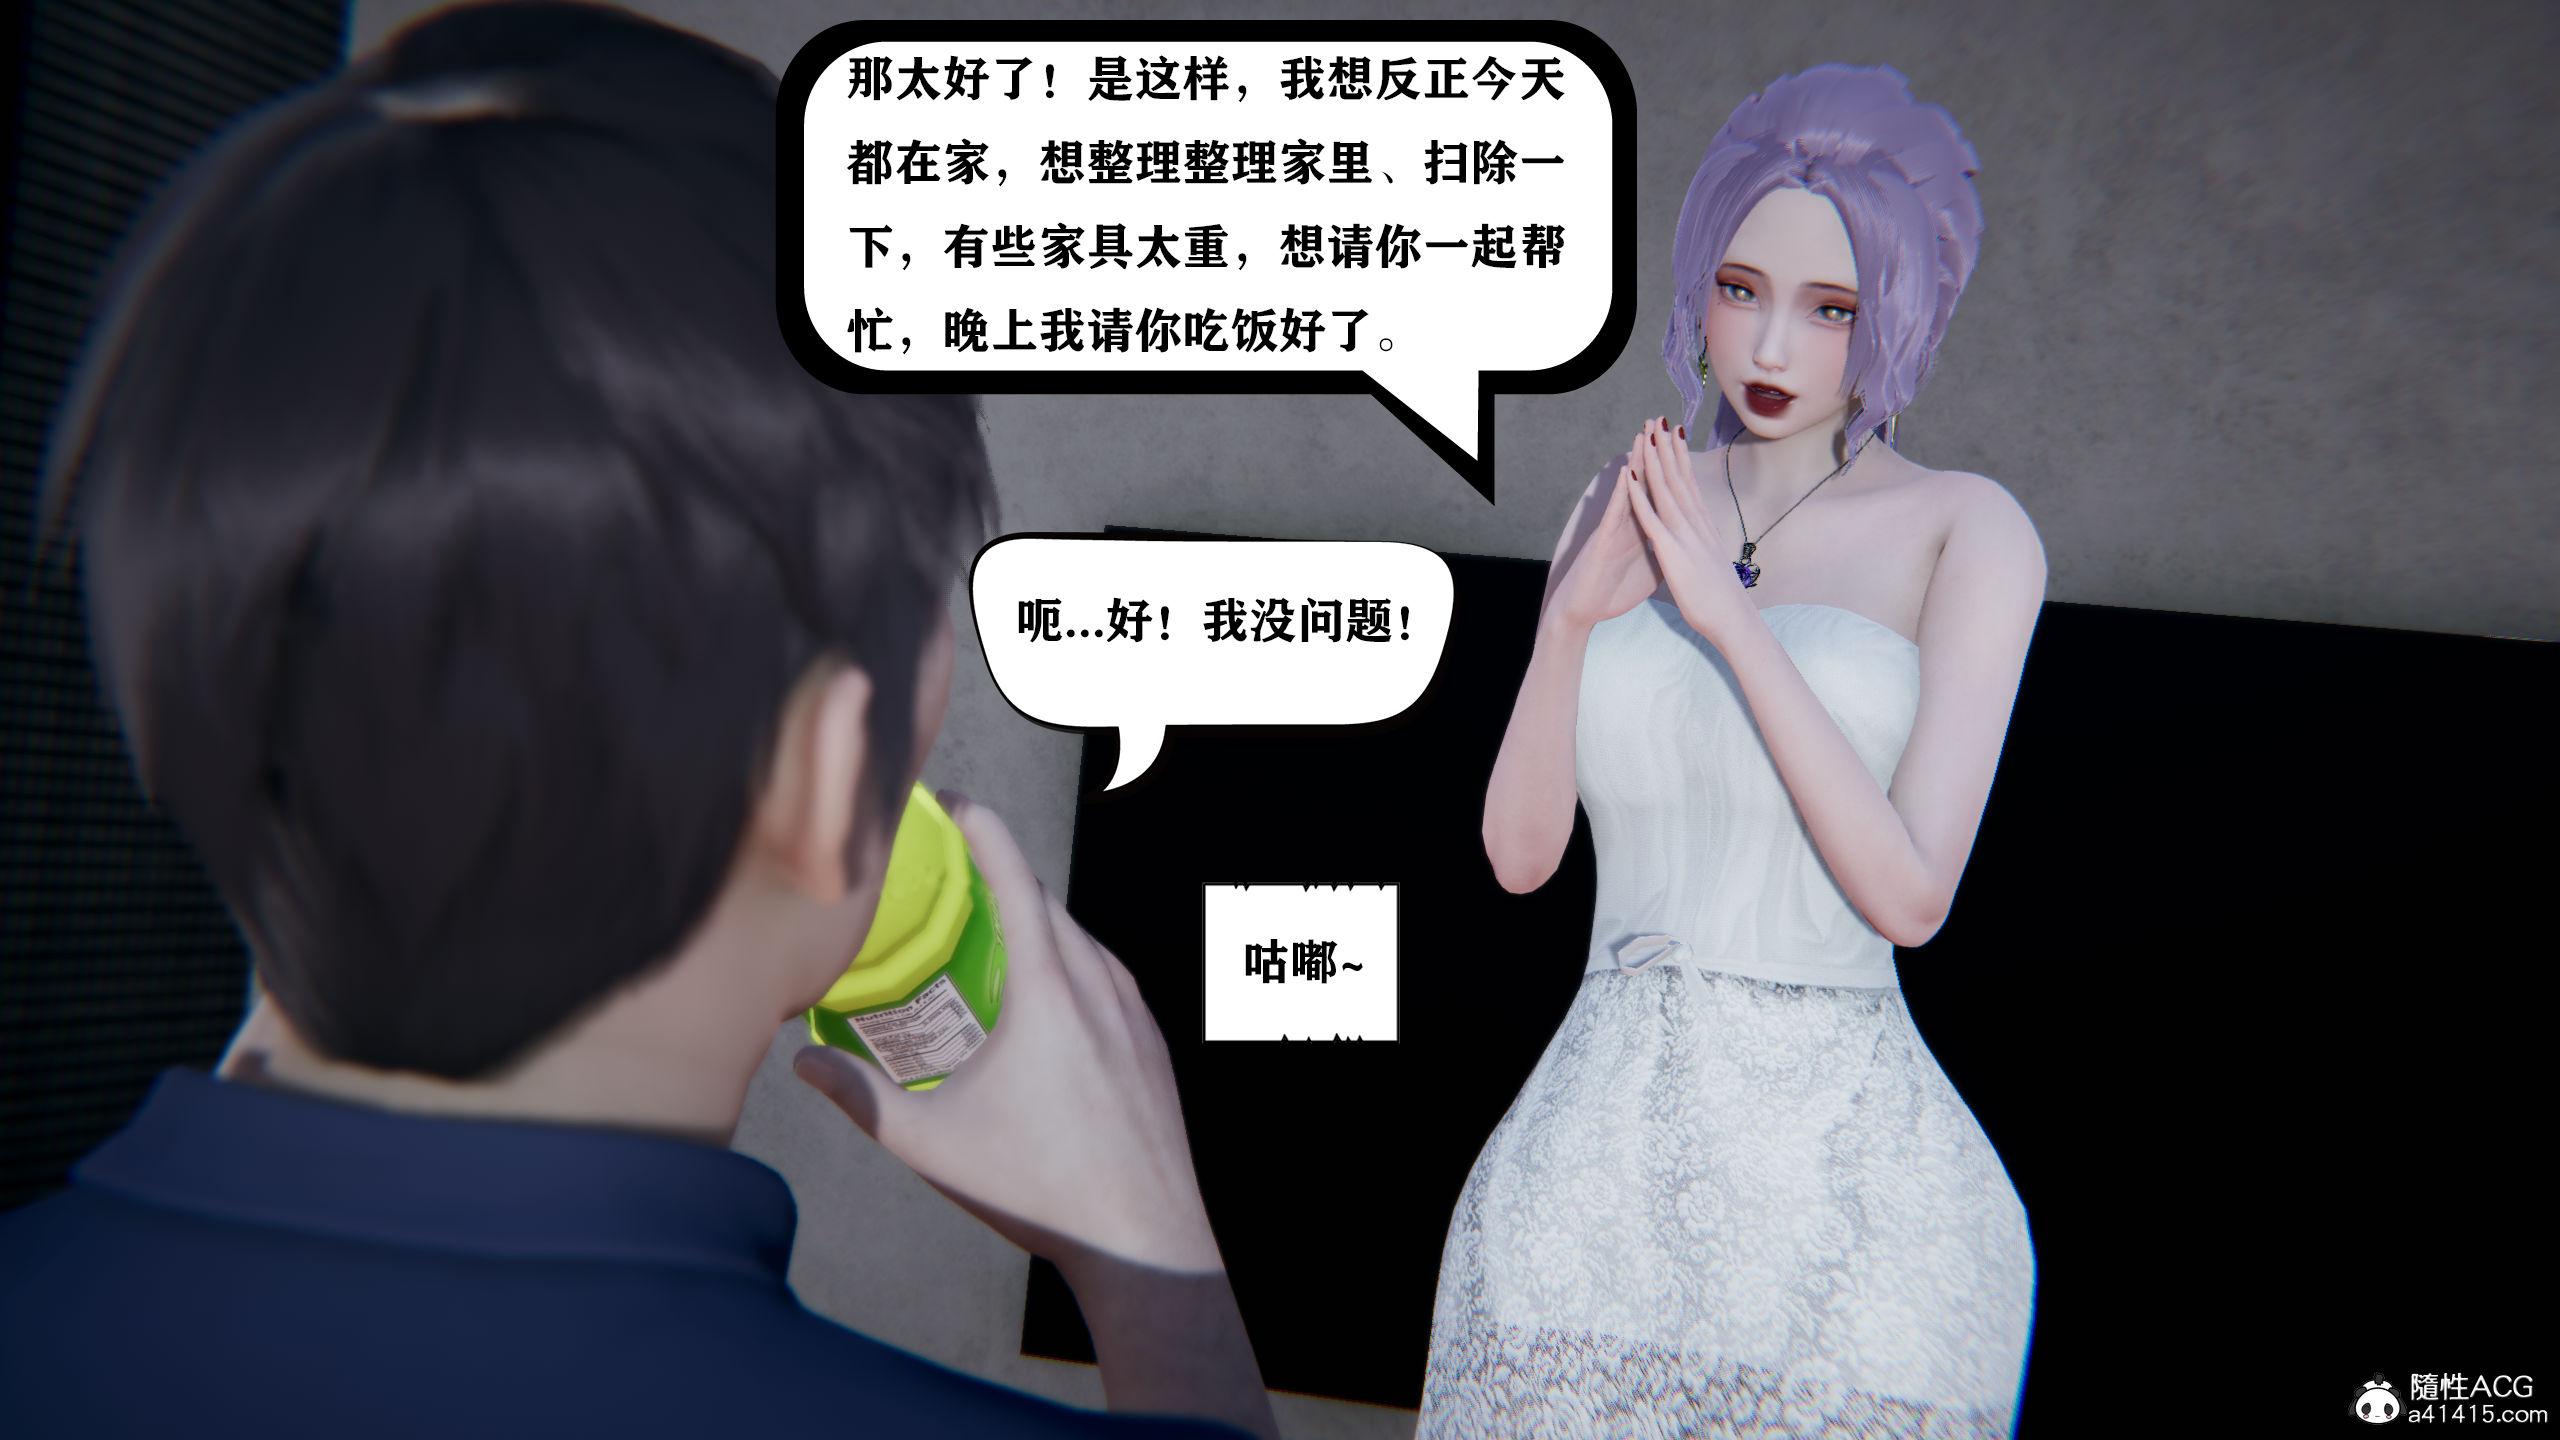 那太好了！是这样，我想反正今天
都在家，想整理整理家里、扫除一
下，有些家具太重，想请你一起帮
忙，晚上我请你吃饭好了。
呃...好！我没问题！
咕嘟~
Nutrition Facts
隨性ACG
a41415.com